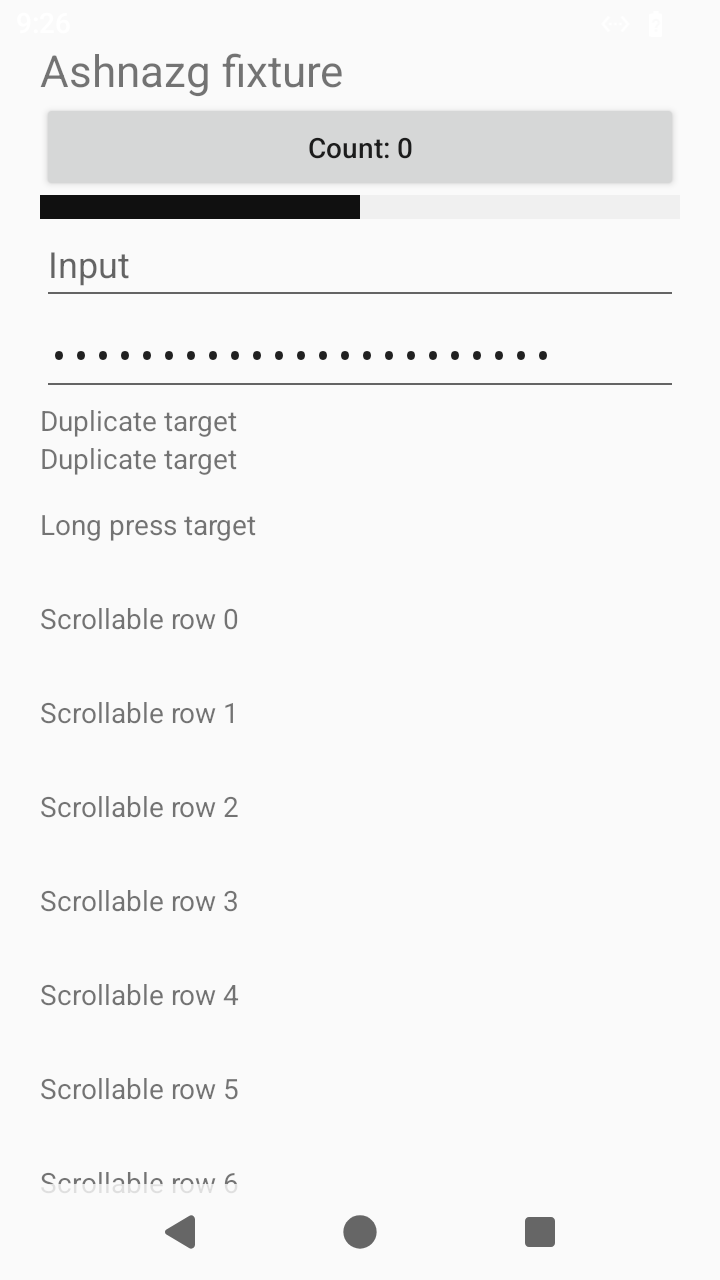 9:26
Ashnazg fixture
Count: 0
Input
•••••••••••••••••••••••
Duplicate target
Duplicate target
Long press target
Scrollable row 0
Scrollable row 1
Scrollable row 2
Scrollable row 3
Scrollable row 4
Scrollable row 5
Scrollable row 6